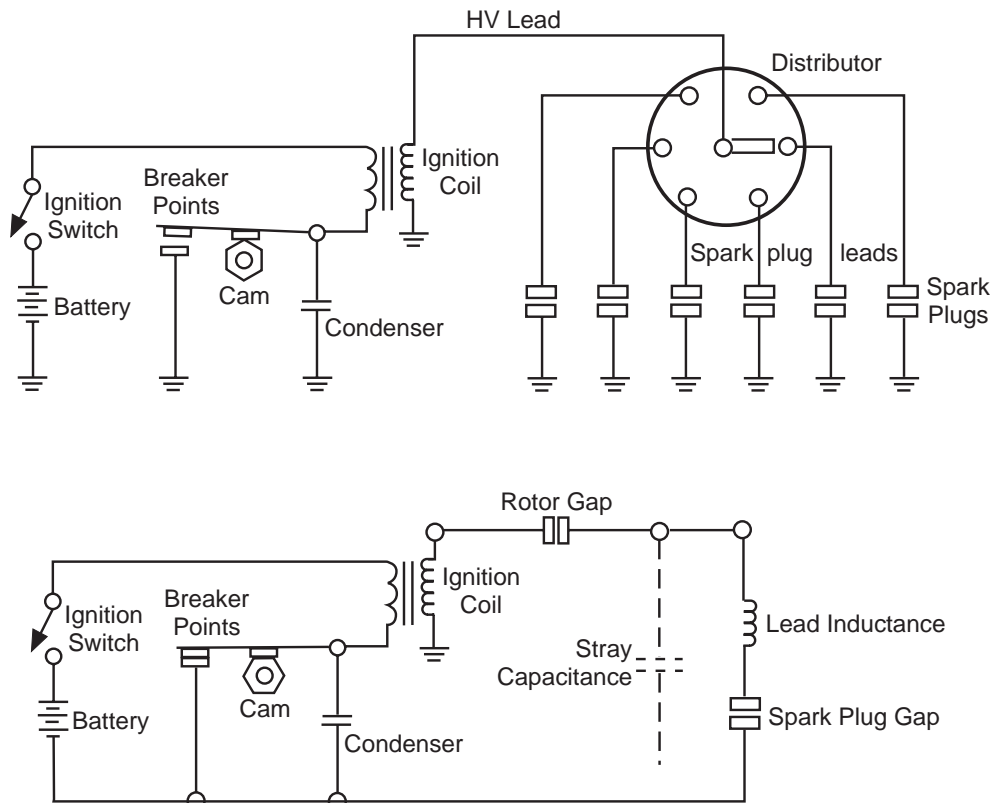 HV Lead
Distributor
Ignition
Coil
Breaker
Points
Ignition
Switch
Spark plug leads
Cam
Battery
Condenser
Spark
Plugs
Rotor Gap
Ignition
Coil
Breaker
Points
Ignition
Switch
Lead Inductance
Stray
Capacitance
Cam
Battery
Condenser
Spark Plug Gap